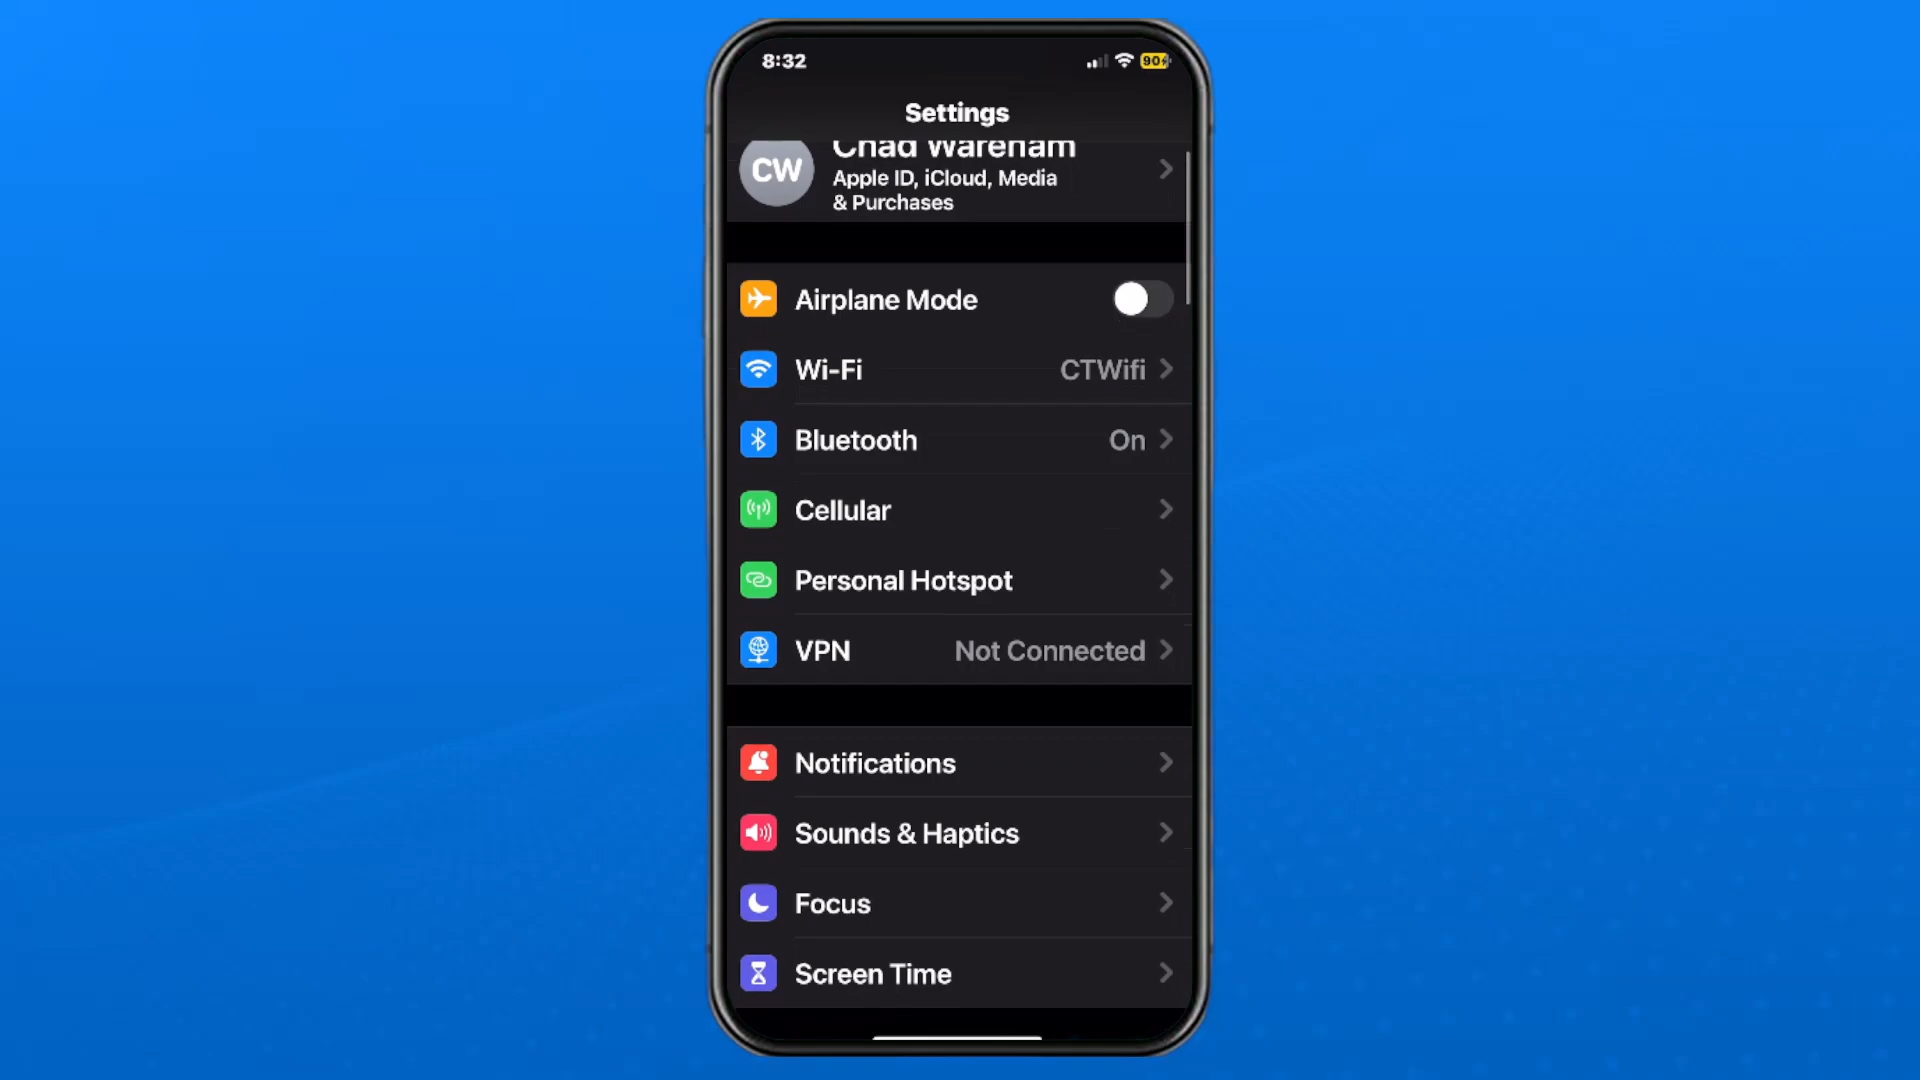 8:32
90
Settings
Chad Wareham
CW
Apple ID, iCloud, Media
& Purchases
Airplane Mode
Wi-Fi CTWifi
Bluetooth On
Cellular
Personal Hotspot
VPN Not Connected
Notifications
Sounds & Haptics
Focus
Screen Time